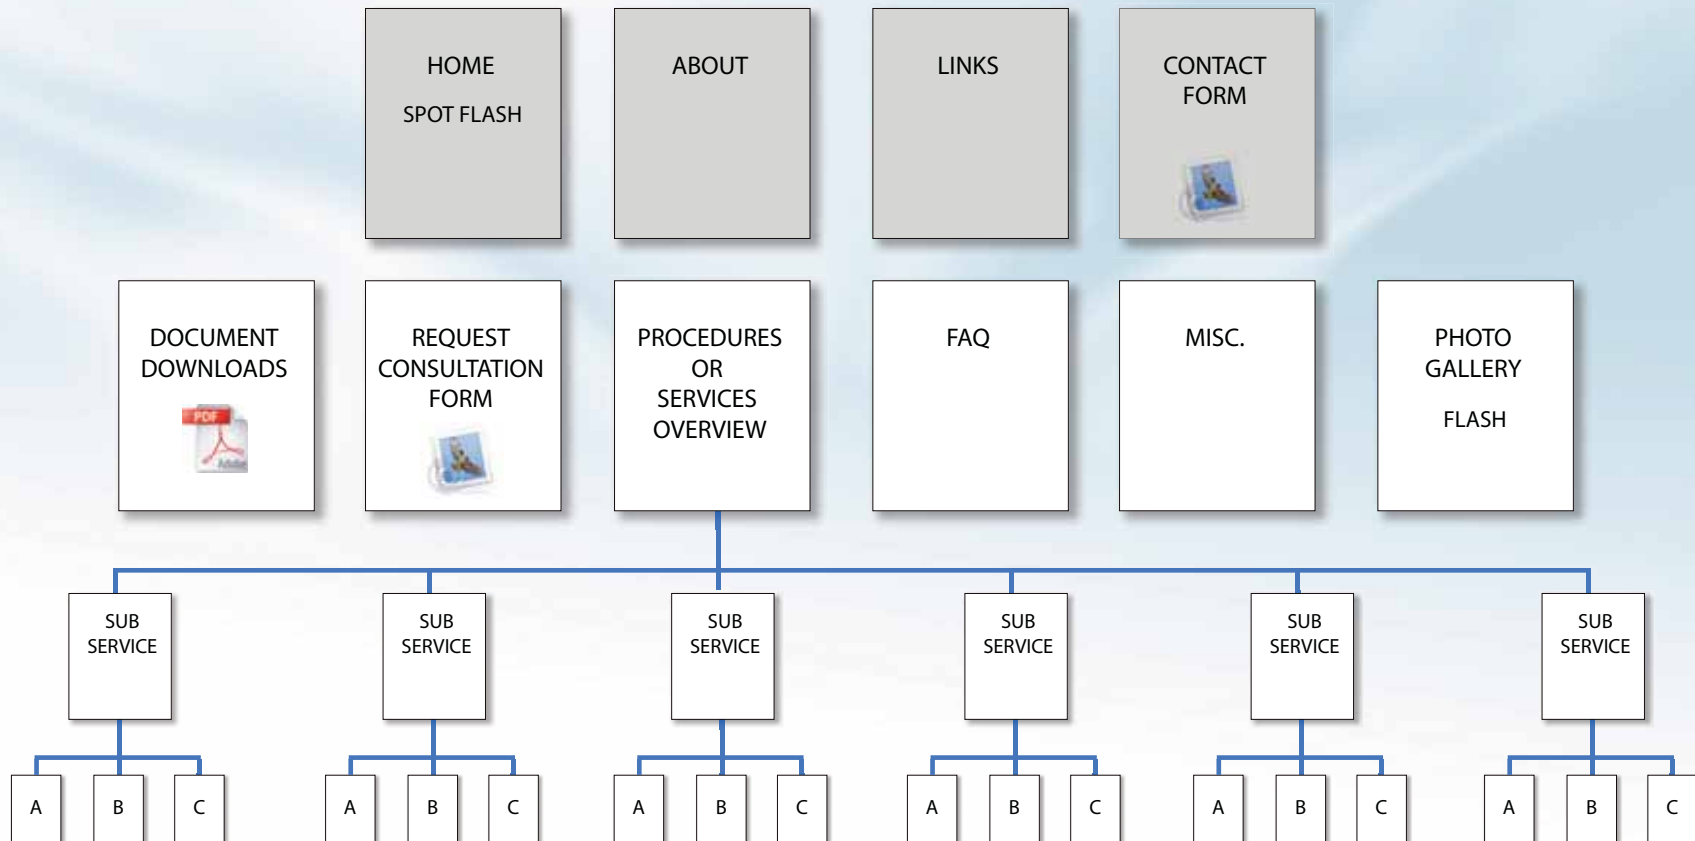 HOME
SPOT FLASH
ABOUT
LINKS
CONTACT
FORM
DOCUMENT
DOWNLOADS
PDF
Adobe
REQUEST
CONSULTATION
FORM
PROCEDURES
OR
SERVICES
OVERVIEW
FAQ
MISC.
PHOTO
GALLERY
FLASH
SUB
SERVICE
SUB
SERVICE
SUB
SERVICE
SUB
SERVICE
SUB
SERVICE
SUB
SERVICE
A
B
C
A
B
C
A
B
C
A
B
C
A
B
C
A
B
C